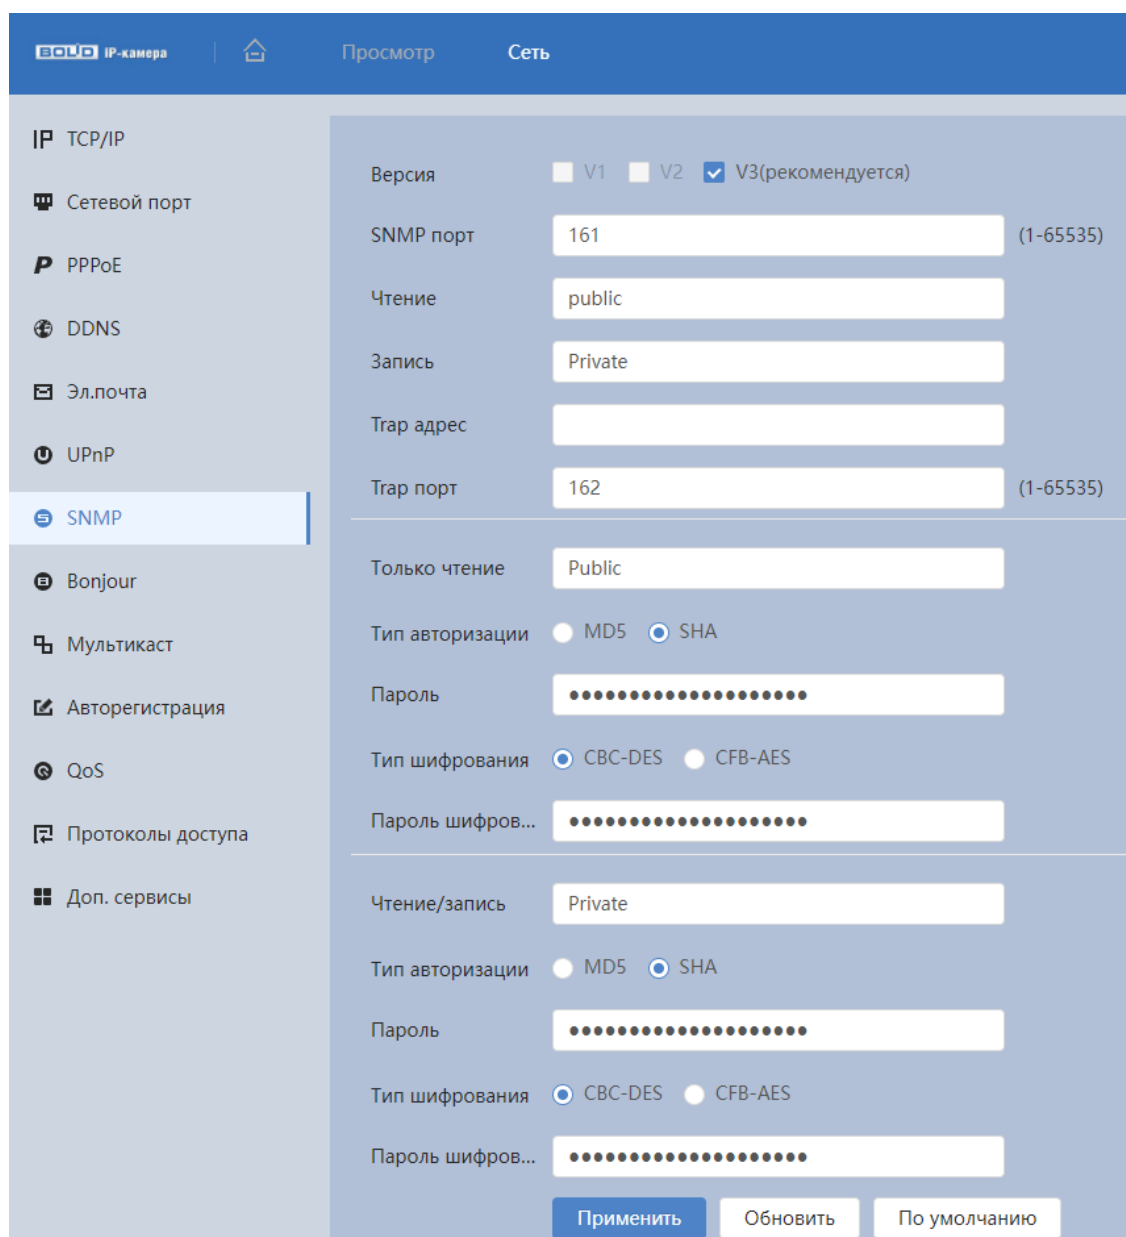 BOLID IP-камера
Просмотр
Сеть
TCP/IP
Сетевой порт
PPPoE
DDNS
Эл.почта
UPnP
SNMP
Bonjour
Мультикаст
Авторегистрация
QoS
Протоколы доступа
Доп. сервисы
Версия V1 V2 V3(рекомендуется)
SNMP порт 161 (1-65535)
Чтение public
Запись Private
Trap адрес
Trap порт 162 (1-65535)
Только чтение Public
Тип авторизации MD5 SHA
Пароль ●●●●●●●●●●●●●●●●●●●●
Тип шифрования CBC-DES CFB-AES
Пароль шифров... ●●●●●●●●●●●●●●●●●●●●
Чтение/запись Private
Тип авторизации MD5 SHA
Пароль ●●●●●●●●●●●●●●●●●●●●
Тип шифрования CBC-DES CFB-AES
Пароль шифров... ●●●●●●●●●●●●●●●●●●●●
Применить Обновить По умолчанию